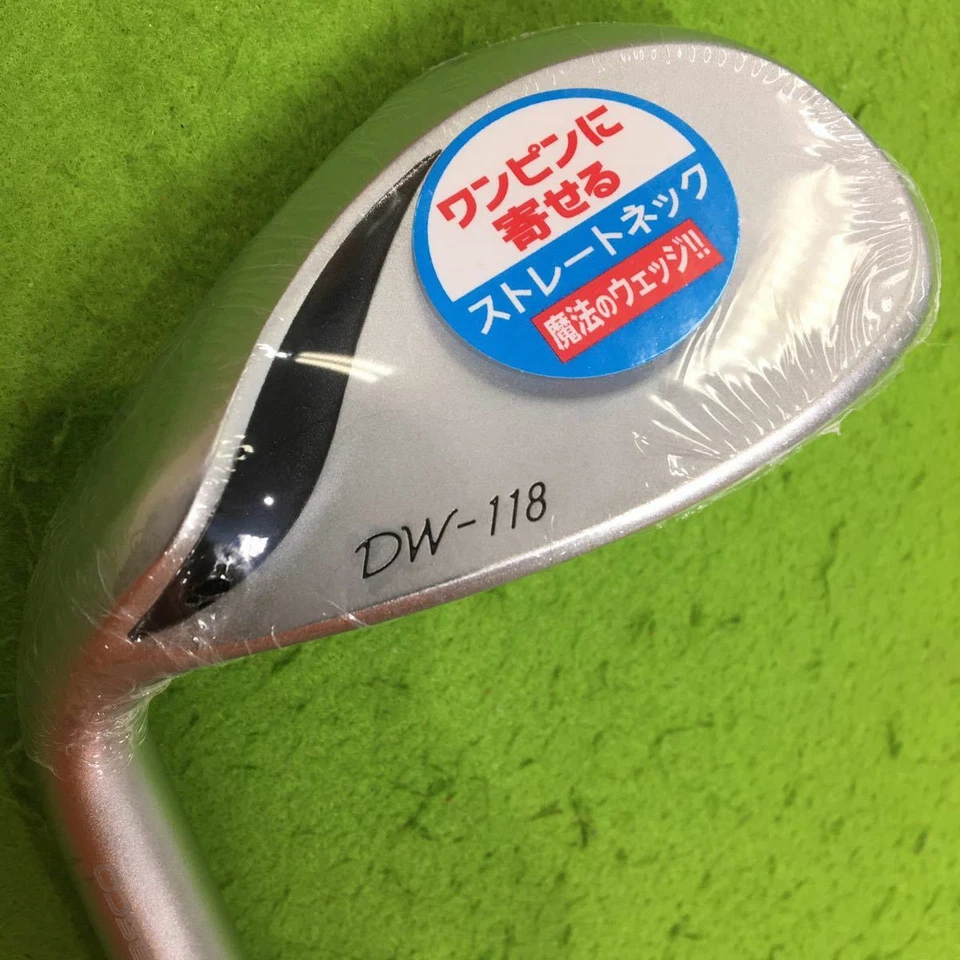 ワンピンに
寄せる
ストレートネック
魔法のウェッジ!!
DW-118